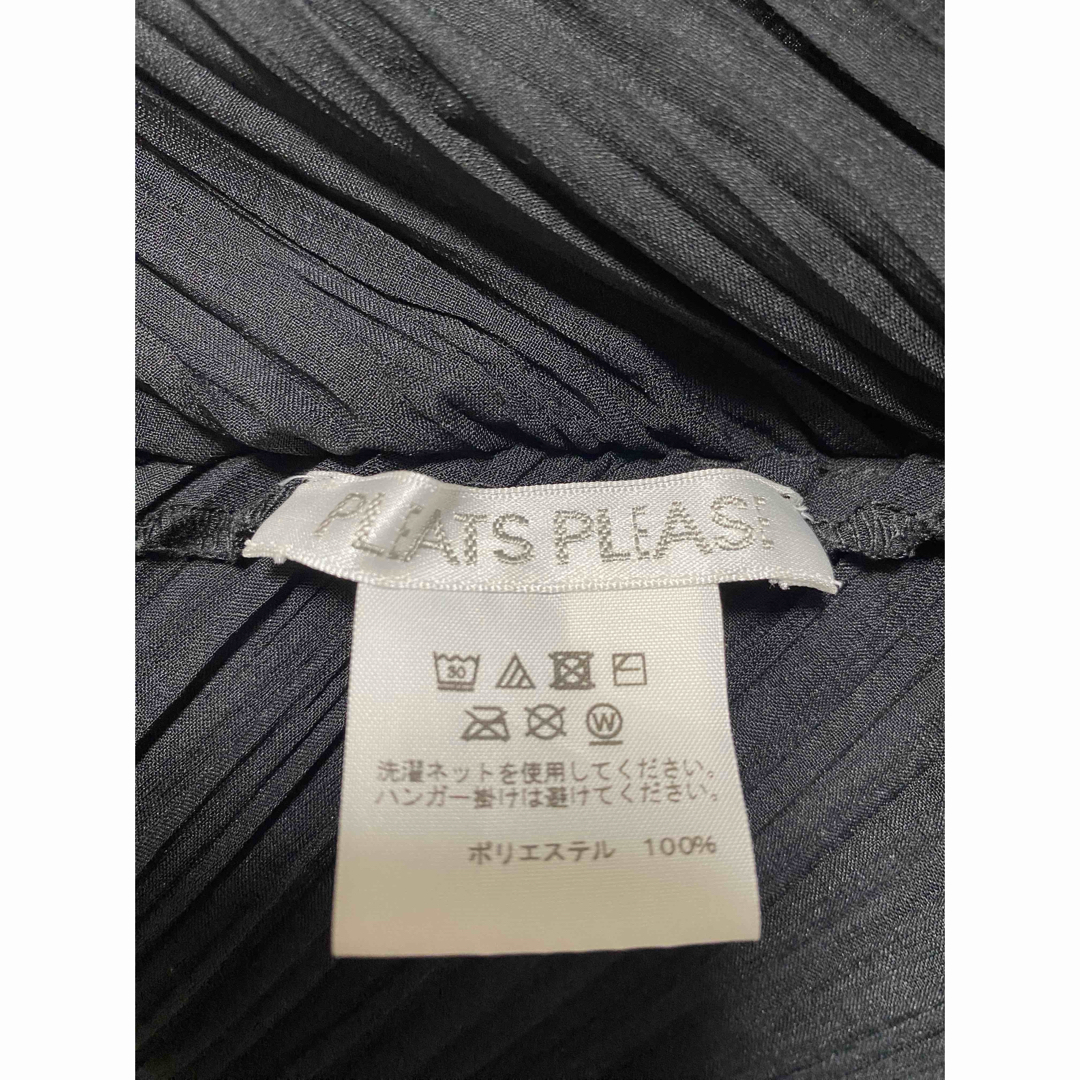 PLEATS PLEASE
30
W
洗濯ネットを使用してください。
ハンガー掛けは避けてください。
ポリエステル 100%